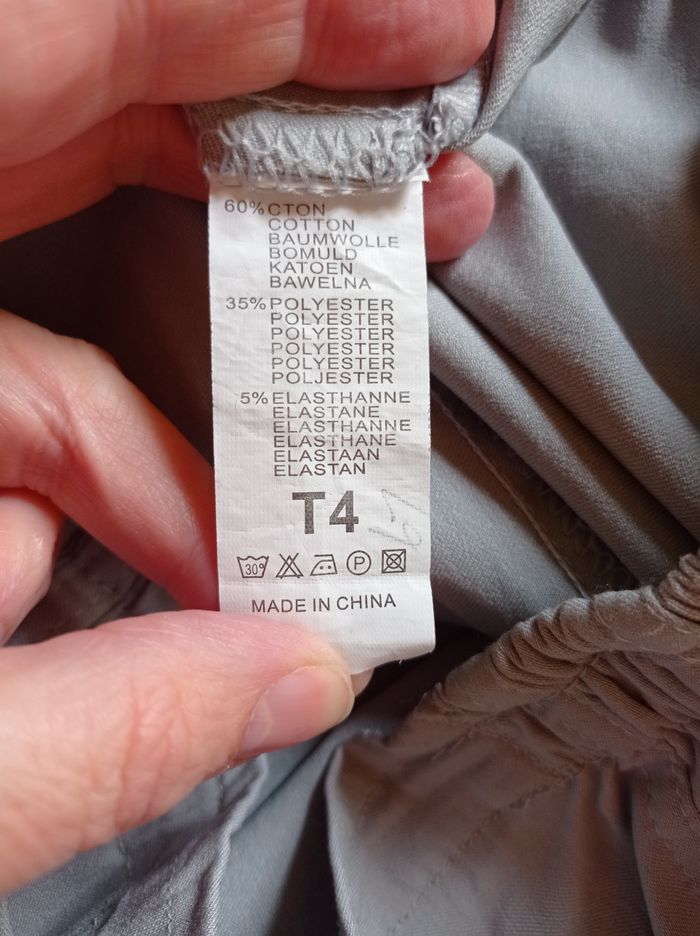 60% CTON
COTTON
BAUMWOLLE
BOMULD
KATOEN
BAWELNA
35% POLYESTER
POLYESTER
POLYESTER
POLYESTER
POLYESTER
POLJESTER
5% ELASTHANNE
ELASTANE
ELASTHANNE
ELASTHANE
ELASTAAN
ELASTAN
T4
30° P
MADE IN CHINA